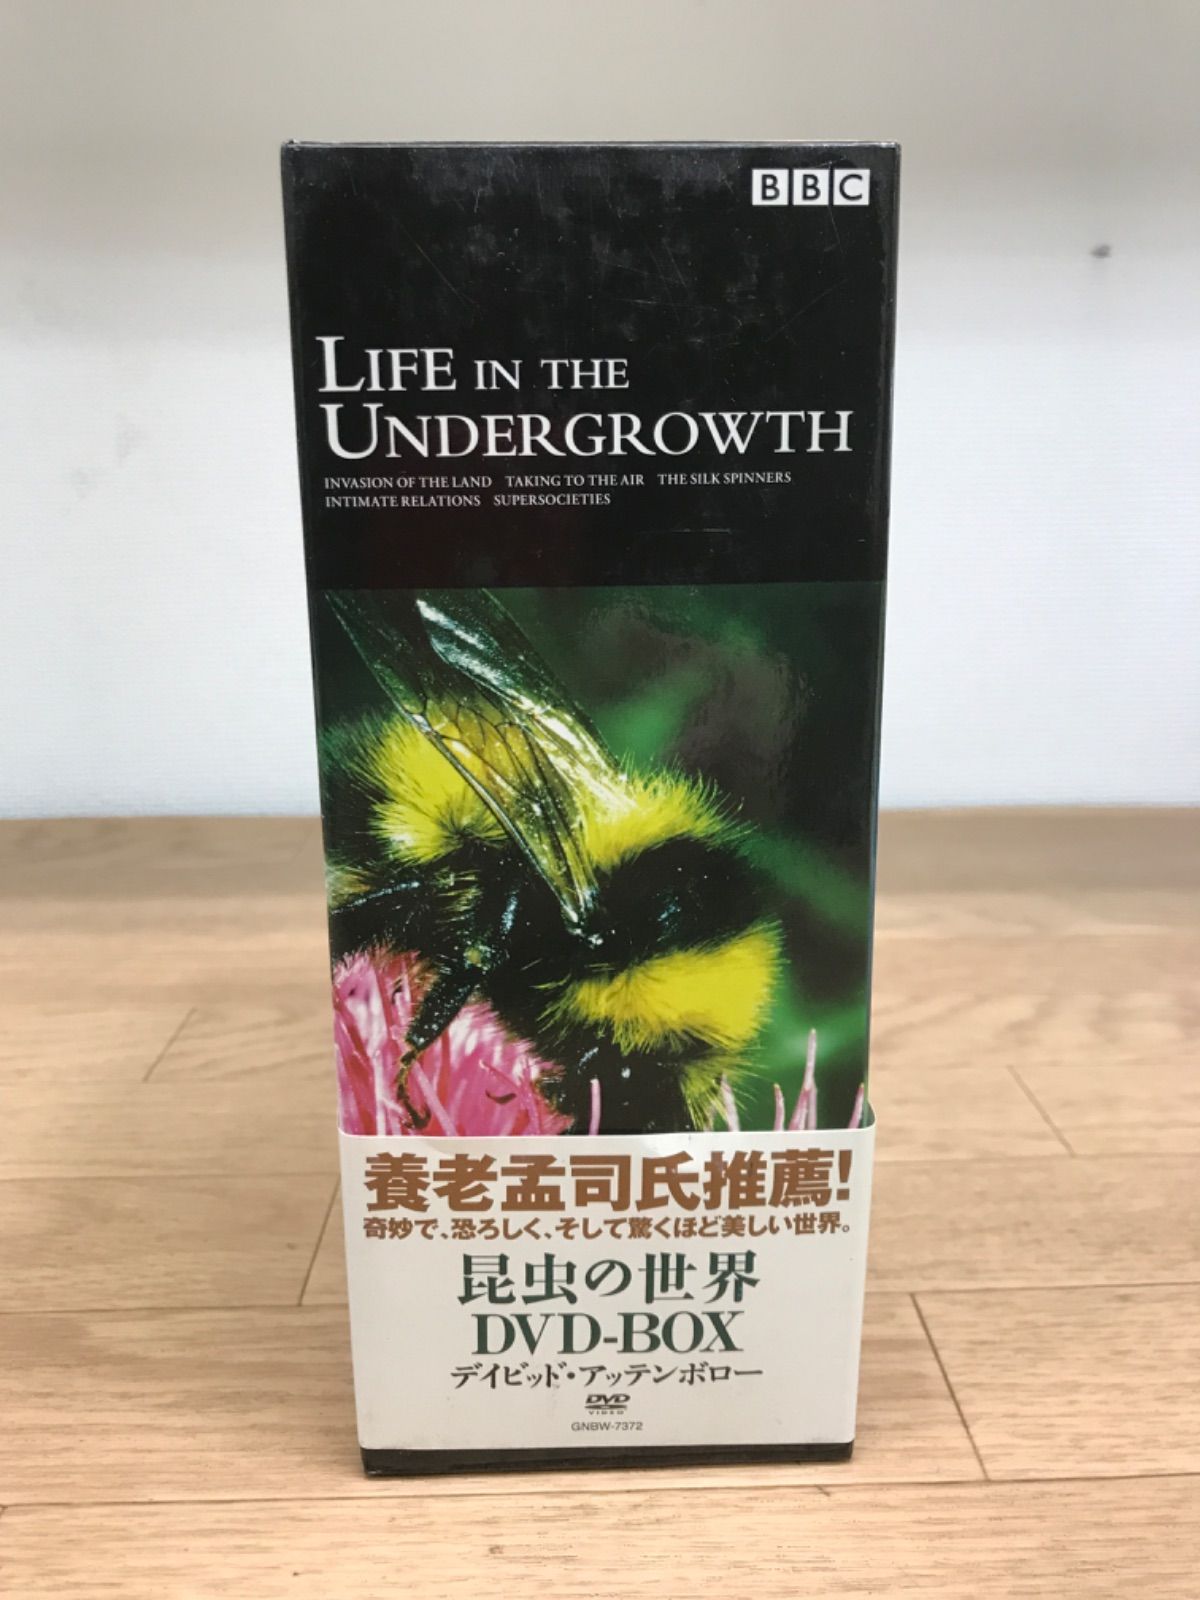 BBC
LIFE IN THE
UNDERGROWTH
INVASION OF THE LAND TAKING TO THE AIR THE SILK SPINNERS
INTIMATE RELATIONS SUPERSOCIETIES
養老孟司氏推薦!
奇妙で、恐ろしく、そして驚くほど美しい世界。
昆虫の世界
DVD-BOX
デイビッド・アッテンボロー
DVD
VIDEO
GNBW-7372